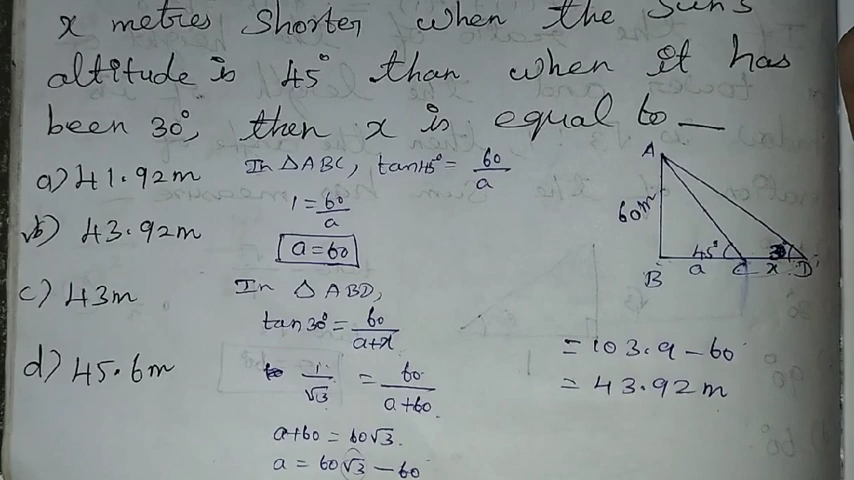 x metres shorter when the sun's
altitude is 45° than when it has
been 30°, then x is equal to —
a) 41.92m
b) 43.92m
c) 43m
d) 45.6m
In △ABC, tan45° = 60/a
1 = 60/a
a = 60
In △ABD,
tan30° = 60/a+x
1/√3 = 60/a+60
a+60 = 60√3.
a = 60√3 - 60
A
60m
45° 30
B a C x D
= 103.9 - 60
= 43.92m